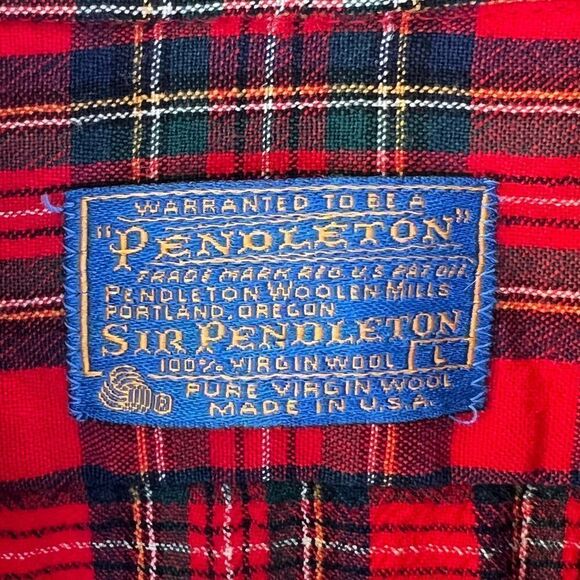 WARRANTED TO BE A
"PENDLETON"
TRADE MARK REG. U.S. PAT. OFF.
PENDLETON WOOLEN MILLS
PORTLAND, OREGON
SIR PENDLETON
100% VIRGIN WOOL L
PURE VIRGIN WOOL
MADE IN U.S.A.
®